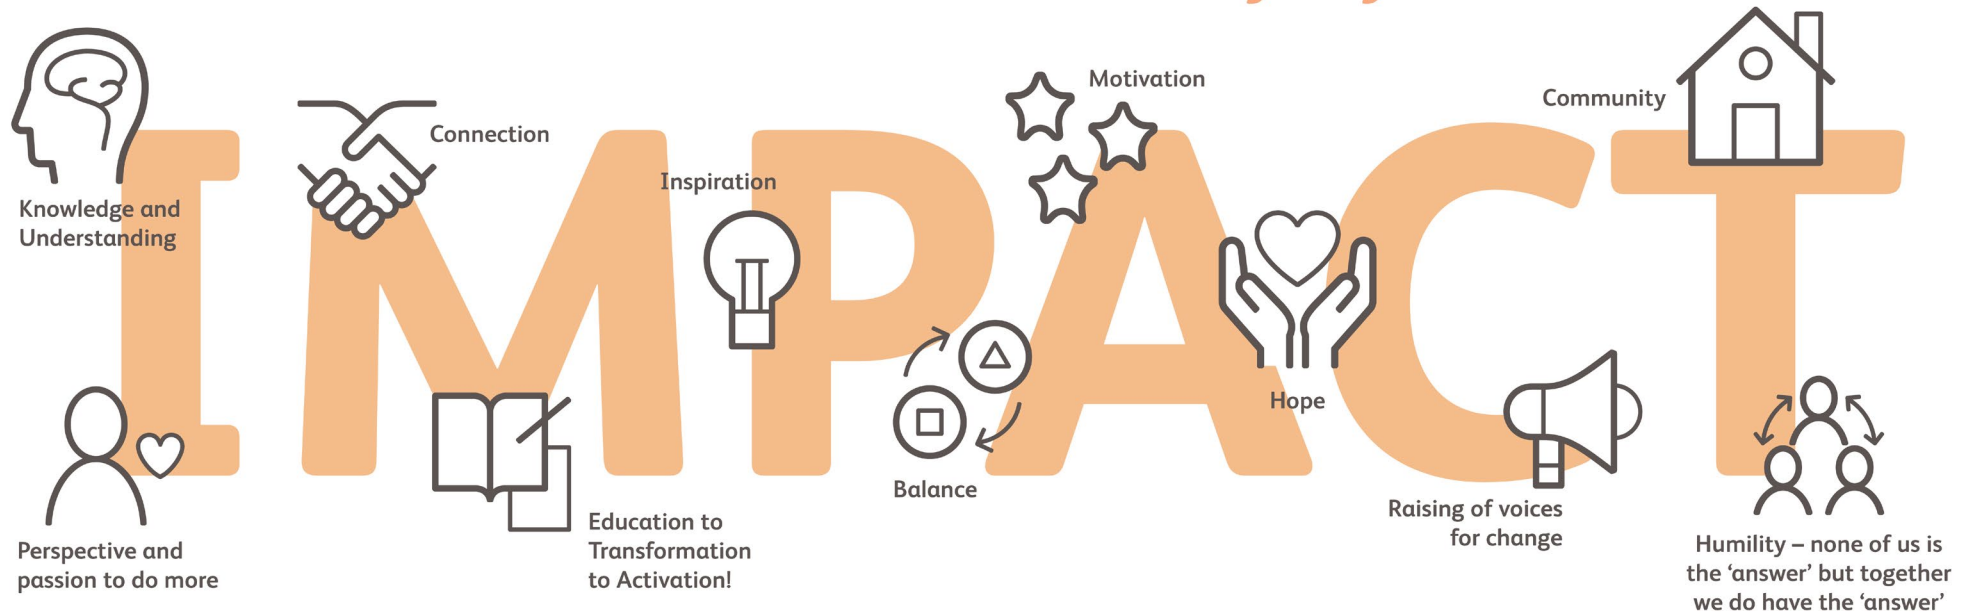 IMPACT
Knowledge and
Understanding
Connection
Inspiration
Motivation
Community
Perspective and
passion to do more
Education to
Transformation
to Activation!
Balance
Hope
Raising of voices
for change
Humility – none of us is
the ‘answer’ but together
we do have the ‘answer’